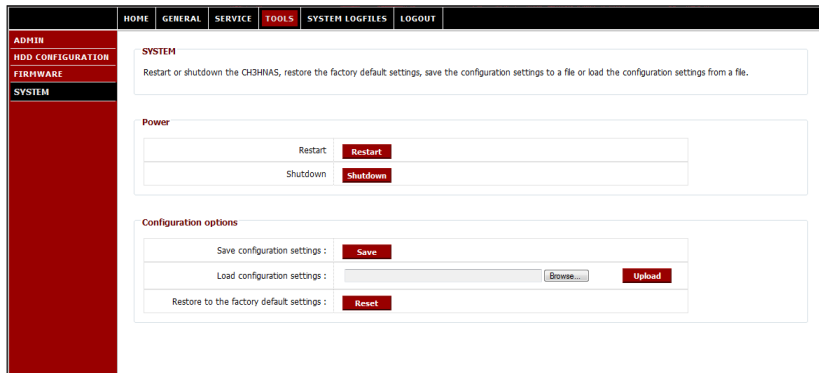 HOME GENERAL SERVICE TOOLS SYSTEM LOGFILES LOGOUT
ADMIN
HDD CONFIGURATION
FIRMWARE
SYSTEM
SYSTEM
Restart or shutdown the CH3HNAS, restore the factory default settings, save the configuration settings to a file or load the configuration settings from a file.
Power
Restart Restart
Shutdown Shutdown
Configuration options
Save configuration settings : Save
Load configuration settings : Browse... Upload
Restore to the factory default settings : Reset